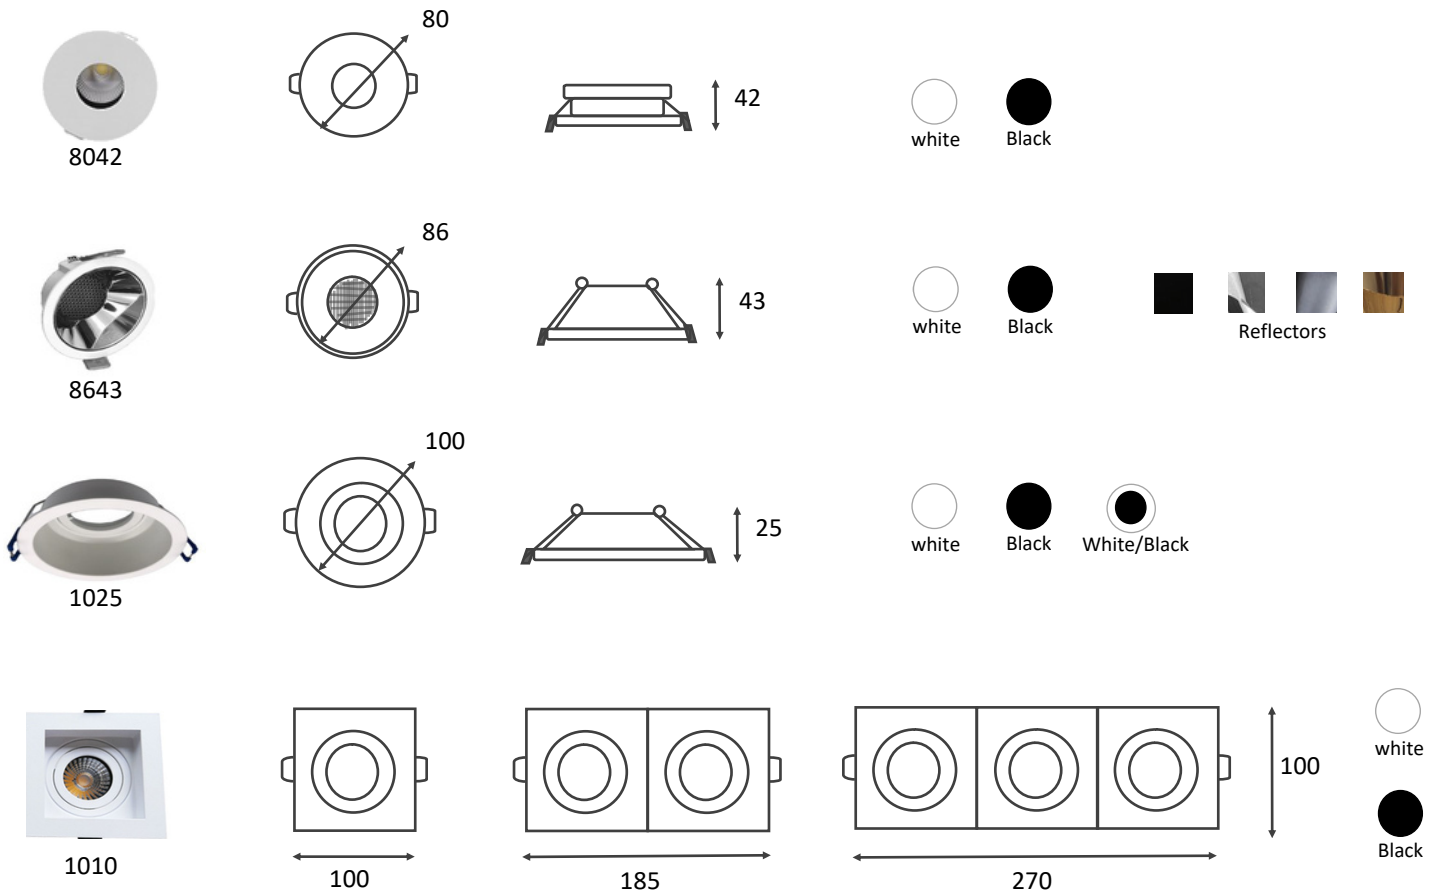 80
42
white
Black
8042
86
43
white
Black
Reflectors
8643
100
25
white
Black
White/Black
1025
white
100
Black
1010
100
185
270